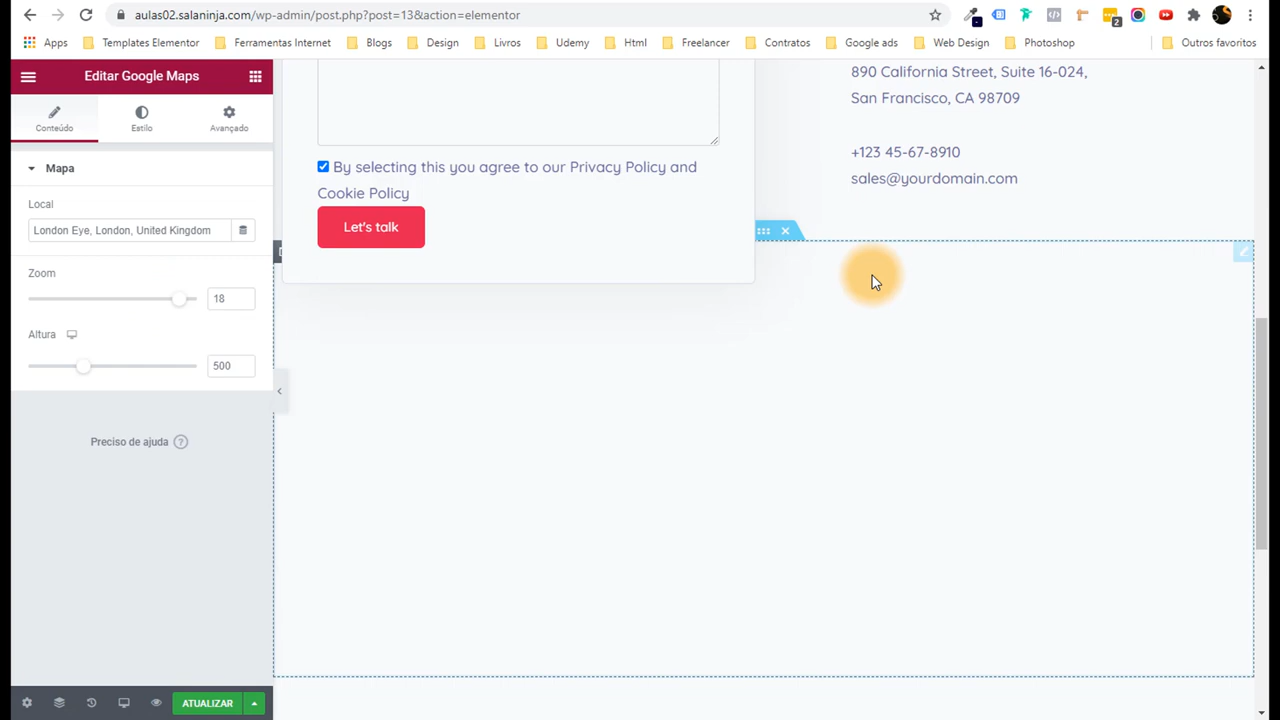 aulas02.salaninja.com/wp-admin/post.php?post=13&action=elementor
2
Apps Templates Elementor Ferramentas Internet Blogs Design Livros Udemy Html Freelancer Contratos Google ads Web Design Photoshop Outros favoritos
Editar Google Maps
Conteúdo Estilo Avançado
Mapa
Local
London Eye, London, United Kingdom
Zoom
18
Altura
500
Preciso de ajuda ?
ATUALIZAR
890 California Street, Suite 16-024,
San Francisco, CA 98709
+123 45-67-8910
sales@yourdomain.com
By selecting this you agree to our Privacy Policy and
Cookie Policy
Let's talk